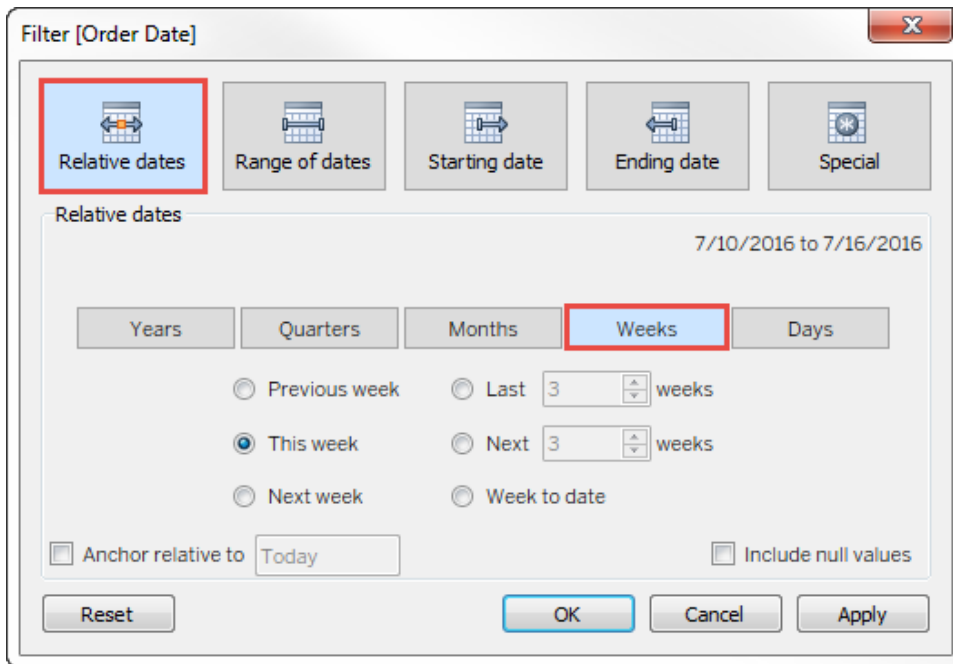 Filter [Order Date]
Relative dates
Range of dates
Starting date
Ending date
Special
Relative dates
7/10/2016 to 7/16/2016
Years
Quarters
Months
Weeks
Days
Previous week
Last 3 weeks
This week
Next 3 weeks
Next week
Week to date
Anchor relative to Today
Include null values
Reset
OK
Cancel
Apply